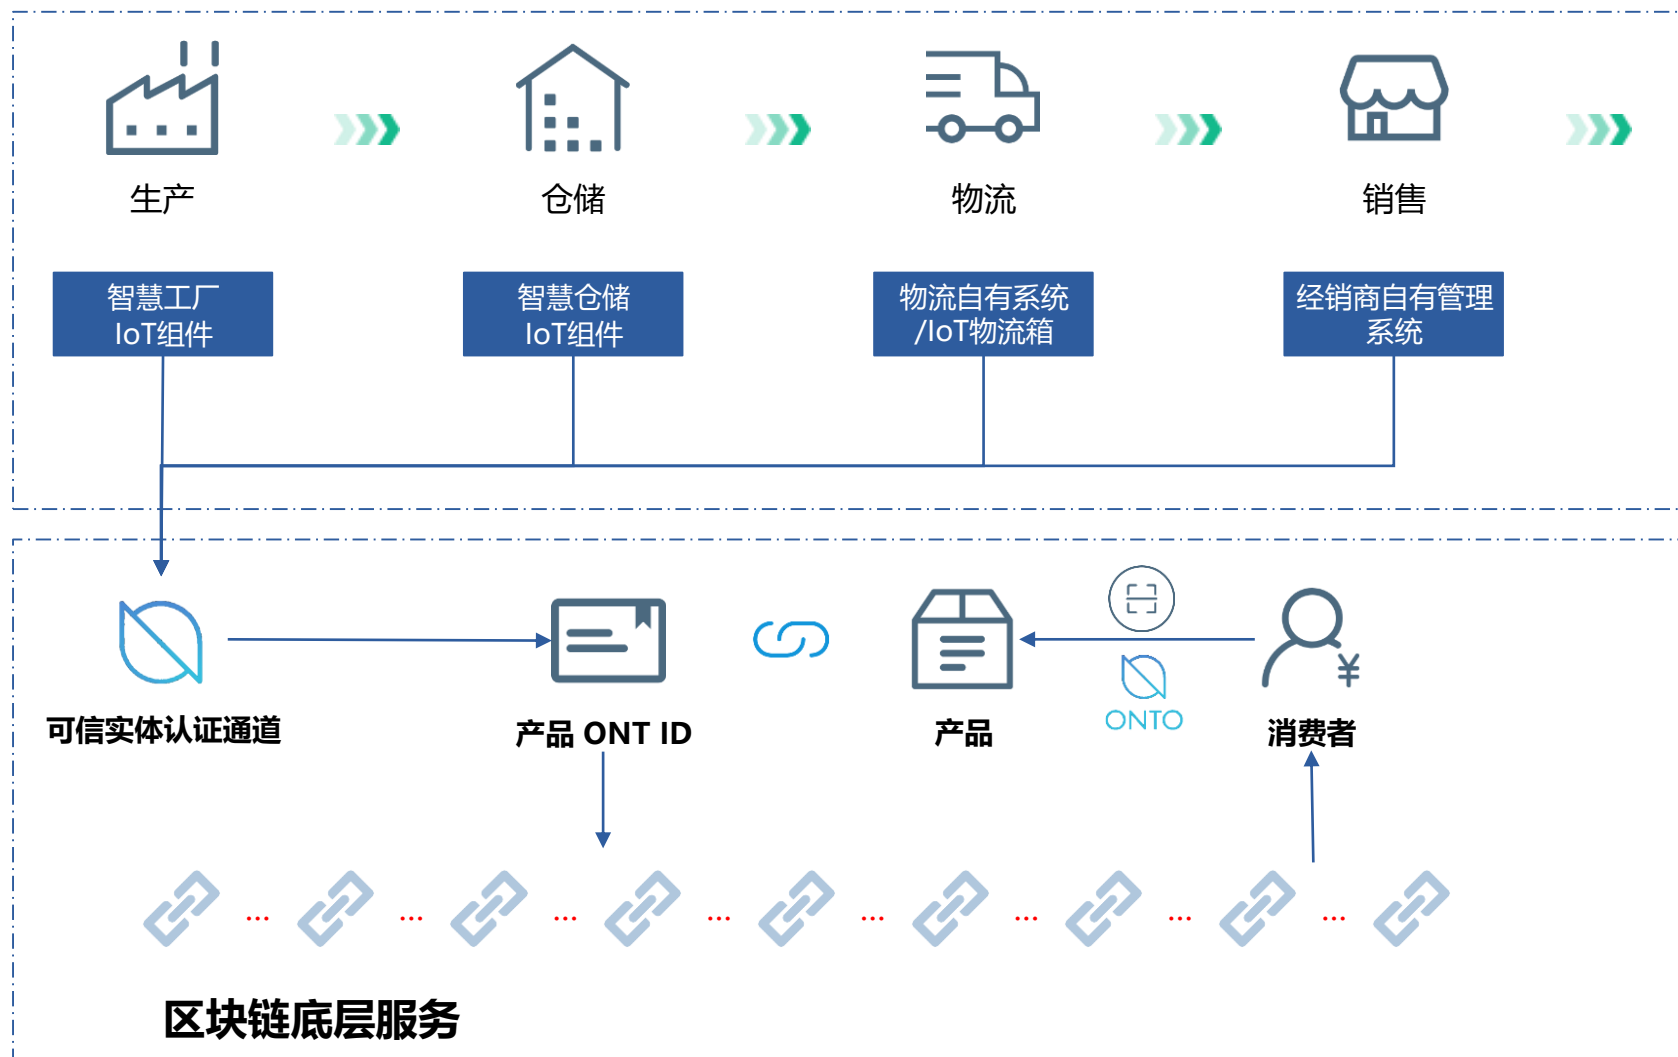 生产
仓储
物流
销售
智慧工厂
IoT组件
智慧仓储
IoT组件
物流自有系统
/IoT物流箱
经销商自有管理
系统
可信实体认证通道
产品 ONT ID
产品
ONTO
¥
消费者
...
...
...
...
...
...
...
...
区块链底层服务